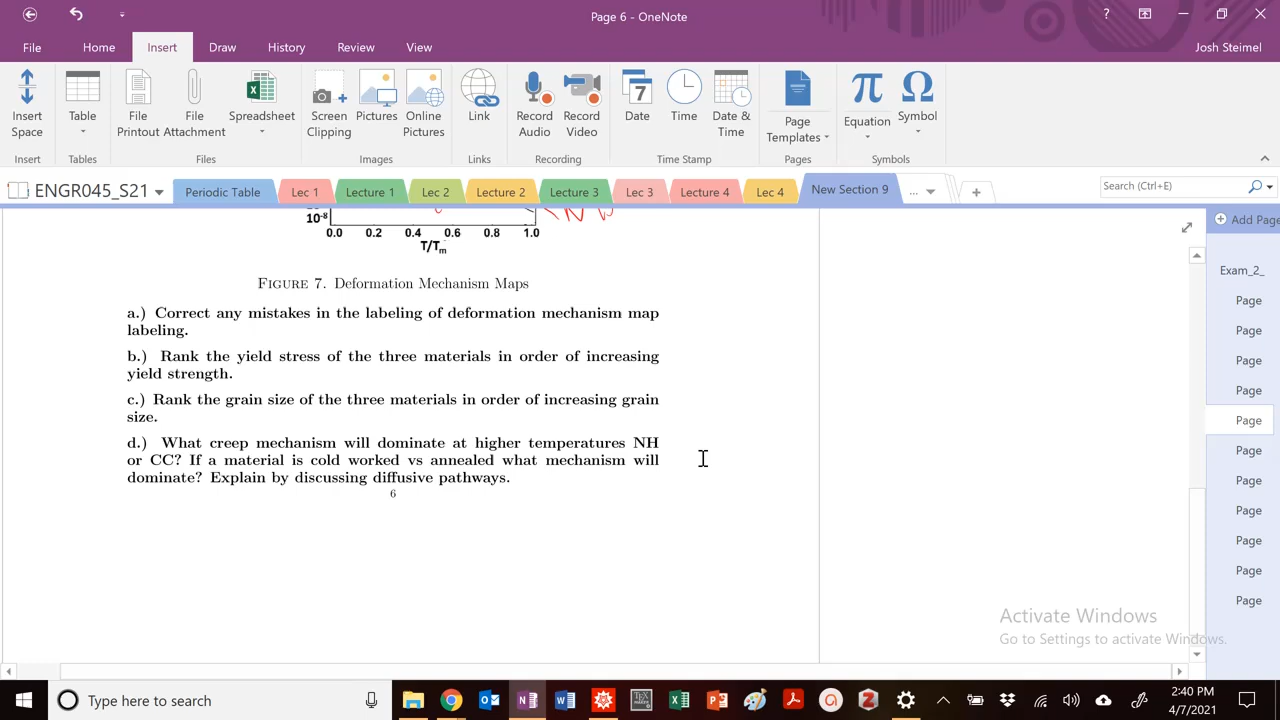 Page 6 - OneNote
?
File
Home
Insert
Draw
History
Review
View
Josh Steimel
Insert Space
Table
File Printout
File Attachment
Spreadsheet
Screen Clipping
Pictures
Online Pictures
Link
Record Audio
Record Video
7
Date
Time
Date & Time
Page Templates
Equation
Symbol
Insert
Tables
Files
Images
Links
Recording
Time Stamp
Pages
Symbols
ENGR045_S21
Periodic Table
Lec 1
Lecture 1
Lec 2
Lecture 2
Lecture 3
Lec 3
Lecture 4
Lec 4
New Section 9
...
Search (Ctrl+E)
10-8
0.0 0.2 0.4 0.6 0.8 1.0
T/Tm
FIGURE 7. Deformation Mechanism Maps
a.) Correct any mistakes in the labeling of deformation mechanism map
labeling.
b.) Rank the yield stress of the three materials in order of increasing
yield strength.
c.) Rank the grain size of the three materials in order of increasing grain
size.
d.) What creep mechanism will dominate at higher temperatures NH
or CC? If a material is cold worked vs annealed what mechanism will
dominate? Explain by discussing diffusive pathways.
6
Add Page
Exam_2_
Page
Page
Page
Page
Page
Page
Page
Page
Page
Page
Page
Activate Windows
Go to Settings to activate Windows.
Type here to search
2:40 PM
4/7/2021